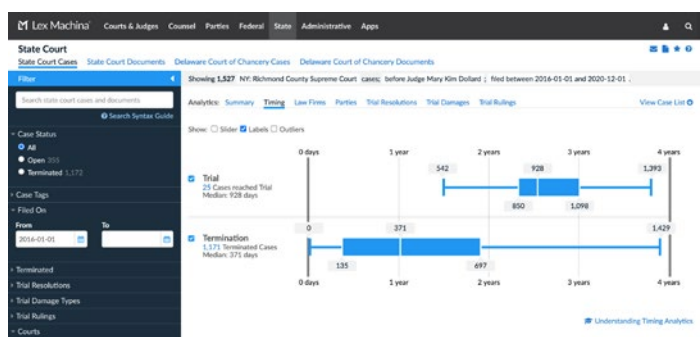 Lex Machina Courts & Judges Counsel Parties Federal State Administrative Apps
State Court
State Court Cases State Court Documents Delaware Court of Chancery Cases Delaware Court of Chancery Documents
Filter
Showing 1,527 NY: Richmond County Supreme Court cases; before Judge Mary Kim Dollard ; filed between 2016-01-01 and 2020-12-01 .
Search state court cases and documents
Search Syntax Guide
Analytics: Summary Timing Law Firms Parties Trial Resolutions Trial Damages Trial Rulings View Case List
Show: Slider Labels Outliers
Case Status
All
Open 355
Terminated 1,172
Case Tags
Filed On
From To
2016-01-01
Terminated
Trial Resolutions
Trial Damage Types
Trial Rulings
Courts
0 days 1 year 2 years 3 years 4 years
542 928 1,393
Trial
25 Cases reached Trial
Median: 928 days
850 1,098
0 371 1,429
Termination
1,171 Terminated Cases
Median: 371 days
135 697
0 days 1 year 2 years 3 years 4 years
Understanding Timing Analytics